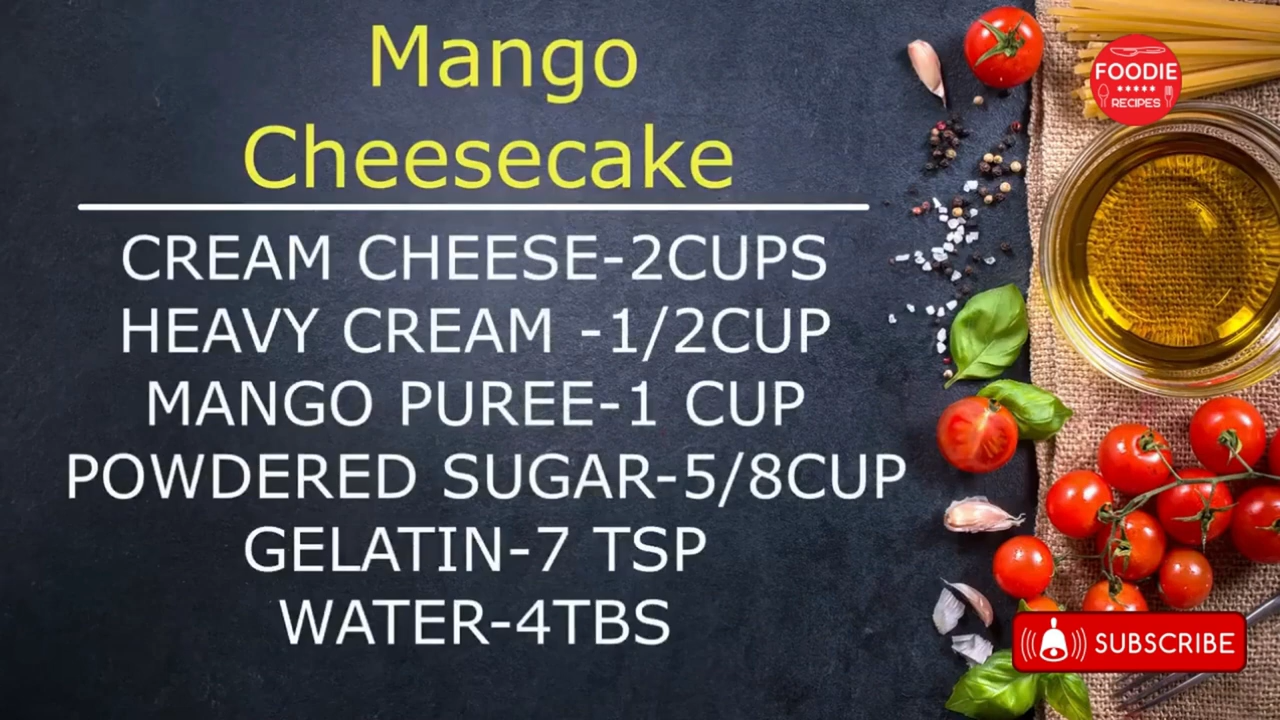 Mango
Cheesecake
CREAM CHEESE-2CUPS
HEAVY CREAM -1/2CUP
MANGO PUREE-1 CUP
POWDERED SUGAR-5/8CUP
GELATIN-7 TSP
WATER-4TBS
FOODIE
RECIPES
SUBSCRIBE